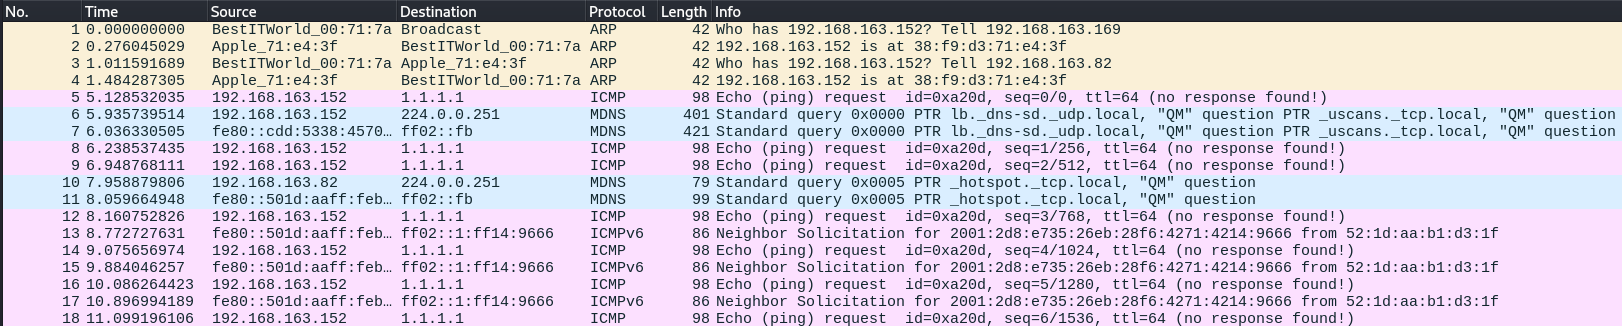 No. Time Source Destination Protocol Length Info
1 0.000000000 BestITWorld_00:71:7a Broadcast ARP 42 Who has 192.168.163.152? Tell 192.168.163.169
2 0.276045029 Apple_71:e4:3f BestITWorld_00:71:7a ARP 42 192.168.163.152 is at 38:f9:d3:71:e4:3f
3 1.011591689 BestITWorld_00:71:7a Apple_71:e4:3f ARP 42 Who has 192.168.163.152? Tell 192.168.163.82
4 1.484287305 Apple_71:e4:3f BestITWorld_00:71:7a ARP 42 192.168.163.152 is at 38:f9:d3:71:e4:3f
5 5.128532035 192.168.163.152 1.1.1.1 ICMP 98 Echo (ping) request id=0xa20d, seq=0/0, ttl=64 (no response found!)
6 5.935739514 192.168.163.152 224.0.0.251 MDNS 401 Standard query 0x0000 PTR lb._dns-sd._udp.local, "QM" question PTR _uscans._tcp.local, "QM" question
7 6.036330505 fe80::cdd:5338:4570… ff02::fb MDNS 421 Standard query 0x0000 PTR lb._dns-sd._udp.local, "QM" question PTR _uscans._tcp.local, "QM" question
8 6.238537435 192.168.163.152 1.1.1.1 ICMP 98 Echo (ping) request id=0xa20d, seq=1/256, ttl=64 (no response found!)
9 6.948768111 192.168.163.152 1.1.1.1 ICMP 98 Echo (ping) request id=0xa20d, seq=2/512, ttl=64 (no response found!)
10 7.958879806 192.168.163.82 224.0.0.251 MDNS 79 Standard query 0x0005 PTR _hotspot._tcp.local, "QM" question
11 8.059664948 fe80::501d:aaff:feb… ff02::fb MDNS 99 Standard query 0x0005 PTR _hotspot._tcp.local, "QM" question
12 8.160752826 192.168.163.152 1.1.1.1 ICMP 98 Echo (ping) request id=0xa20d, seq=3/768, ttl=64 (no response found!)
13 8.772727631 fe80::501d:aaff:feb… ff02::1:ff14:9666 ICMPv6 86 Neighbor Solicitation for 2001:2d8:e735:26eb:28f6:4271:4214:9666 from 52:1d:aa:b1:d3:1f
14 9.075656974 192.168.163.152 1.1.1.1 ICMP 98 Echo (ping) request id=0xa20d, seq=4/1024, ttl=64 (no response found!)
15 9.884046257 fe80::501d:aaff:feb… ff02::1:ff14:9666 ICMPv6 86 Neighbor Solicitation for 2001:2d8:e735:26eb:28f6:4271:4214:9666 from 52:1d:aa:b1:d3:1f
16 10.086264423 192.168.163.152 1.1.1.1 ICMP 98 Echo (ping) request id=0xa20d, seq=5/1280, ttl=64 (no response found!)
17 10.896994189 fe80::501d:aaff:feb… ff02::1:ff14:9666 ICMPv6 86 Neighbor Solicitation for 2001:2d8:e735:26eb:28f6:4271:4214:9666 from 52:1d:aa:b1:d3:1f
18 11.099196106 192.168.163.152 1.1.1.1 ICMP 98 Echo (ping) request id=0xa20d, seq=6/1536, ttl=64 (no response found!)